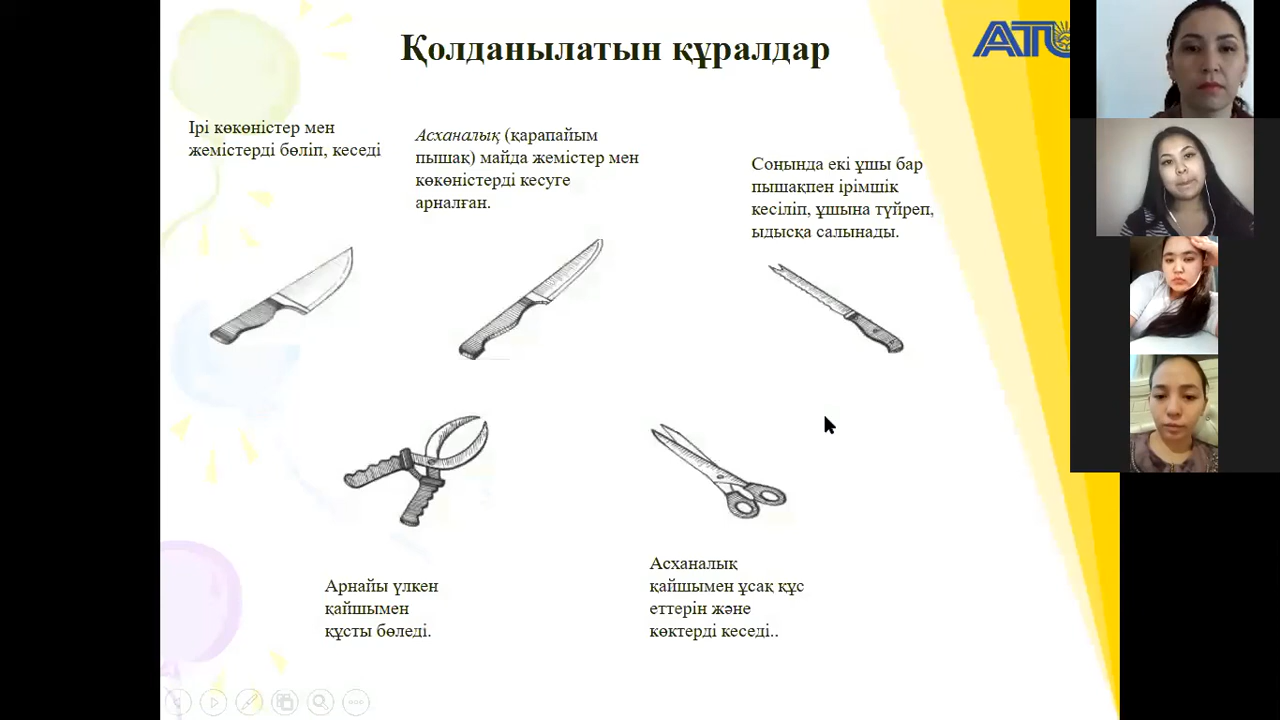 Қолданылатын құралдар
Ірі көкөністер мен
жемістерді бөліп, кеседі
Асханалық (қарапайым
пышақ) майда жемістер мен
көкөністерді кесуге
арналған.
Соңында екі ұшы бар
пышақпен ірімшік
кесіліп, ұшына түйреп,
ыдысқа салынады.
Арнайы үлкен
қайшымен
құсты бөледі.
Асханалық
қайшымен ұсақ құс
еттерін және
көктерді кеседі..